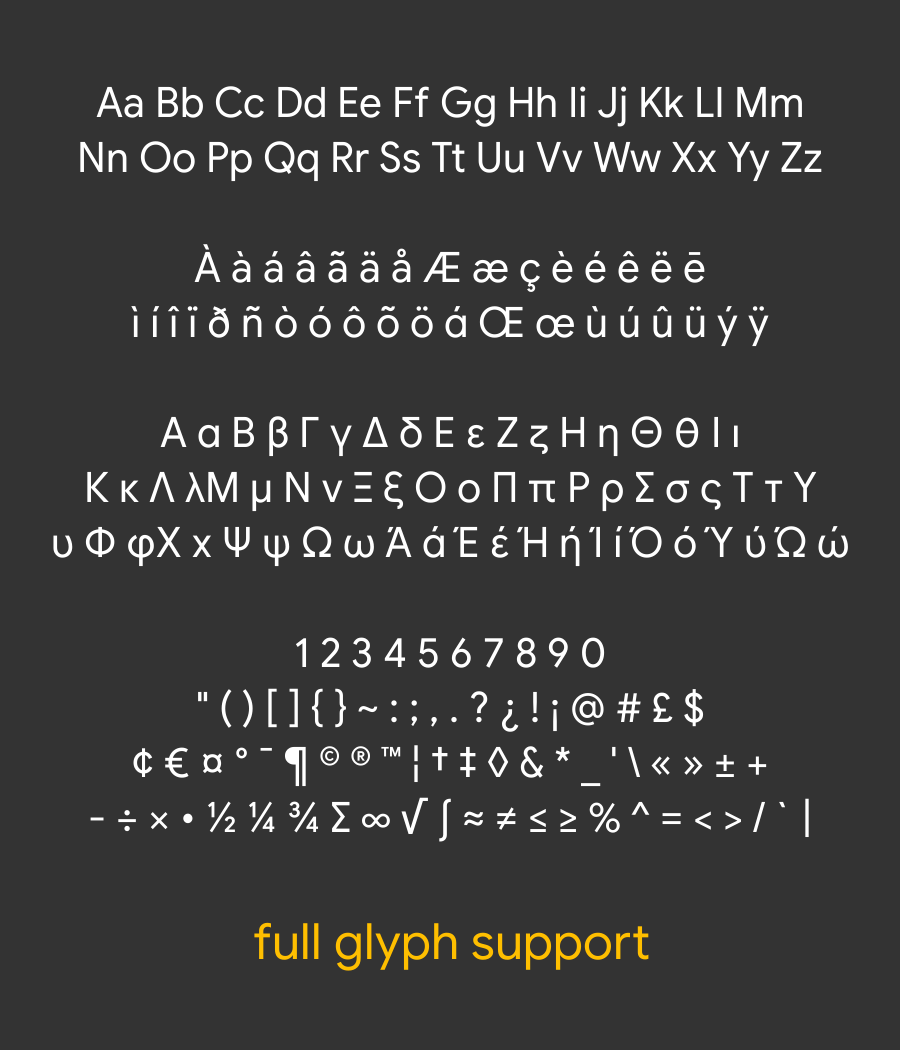 Aa Bb Cc Dd Ee Ff Gg Hh Ii Jj Kk Ll Mm
Nn Oo Pp Qq Rr Ss Tt Uu Vv Ww Xx Yy Zz
À à á â ã ä å Æ æ ç è é ê ë ē
ì í î ï ð ñ ò ó ô õ ö á Œ œ ù ú û ü ý ÿ
Α α Β β Γ γ Δ δ Ε ε Ζ ζ Η η Θ θ Ι ι
Κ κ Λ λΜ μ Ν ν Ξ ξ Ο ο Π π Ρ ρ Σ σ ς Τ τ Υ
υ Φ φΧ x Ψ ψ Ω ω Ά ά Έ έ Ή ή Ί ί Ό ό Ύ ύ Ώ ώ
1 2 3 4 5 6 7 8 9 0
" ( ) [ ] { } ~ : ; , . ? ¿ ! ¡ @ # £ $
¢ € ¤ ° ¯ ¶ © ® ™ ¦ † ‡ ◊ & * _ ' \ « » ± +
- ÷ × • ½ ¼ ¾ Σ ∞ √ ∫ ≈ ≠ ≤ ≥ % ^ = < > / ` |
full glyph support